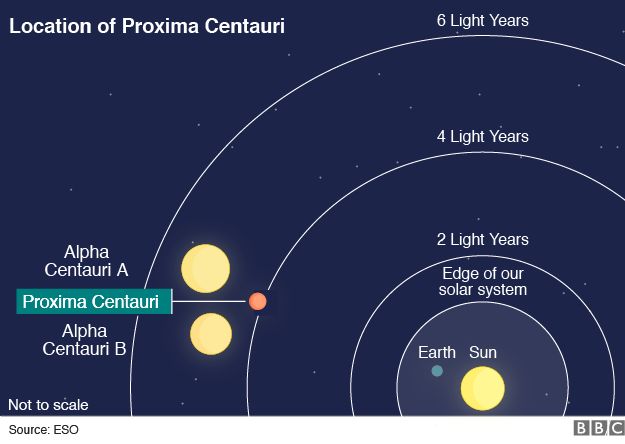 Location of Proxima Centauri
6 Light Years
4 Light Years
2 Light Years
Edge of our
solar system
Alpha
Centauri A
Proxima Centauri
Alpha
Centauri B
Earth
Sun
Not to scale
Source: ESO
BBC